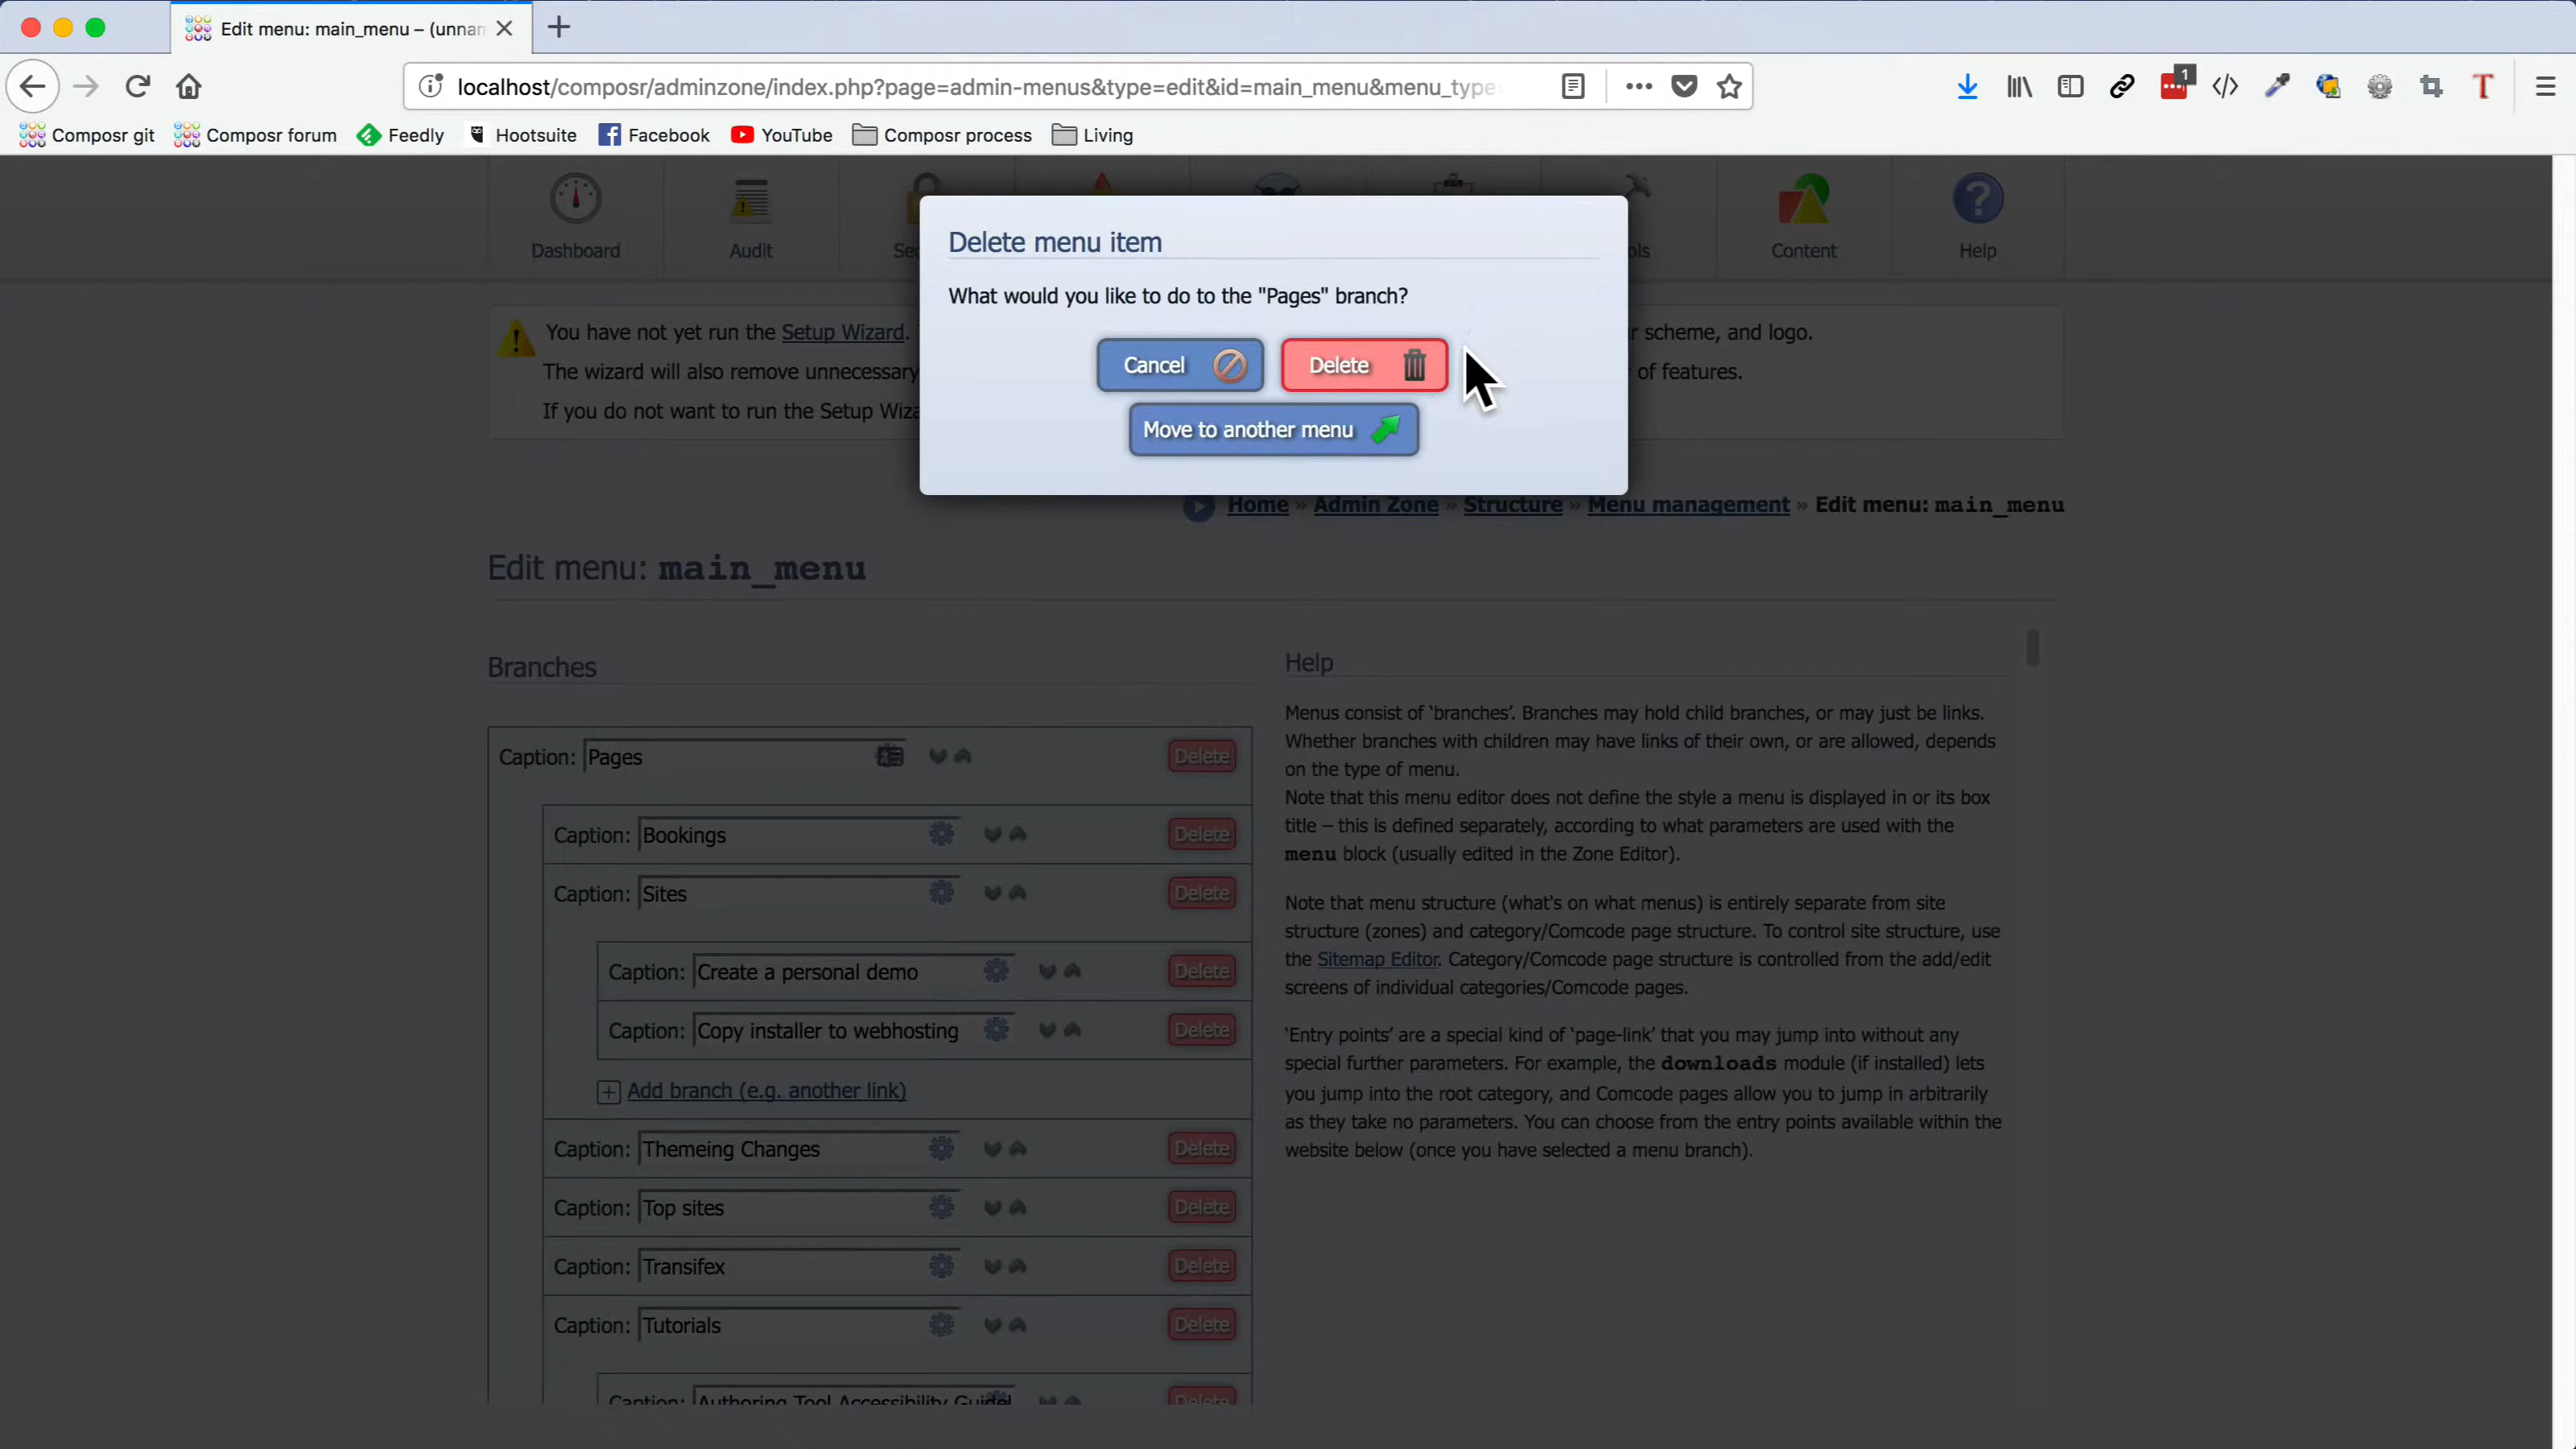 Edit menu: main_menu – (unnam
localhost/composr/adminzone/index.php?page=admin-menus&type=edit&id=main_menu&menu_type
1
Composr git
Composr forum
Feedly
Hootsuite
Facebook
YouTube
Composr process
Living
Dashboard
Audit
Content
Help
Delete menu item
What would you like to do to the "Pages" branch?
Cancel
Delete
Move to another menu
You have not yet run the Setup Wizard.
scheme, and logo.
The wizard will also remove unnecessary
of features.
If you do not want to run the Setup Wiza
Home » Admin Zone » Structure » Menu management » Edit menu: main_menu
Edit menu: main_menu
Branches
Caption: Pages Delete
Caption: Bookings Delete
Caption: Sites Delete
Caption: Create a personal demo Delete
Caption: Copy installer to webhosting Delete
Add branch (e.g. another link)
Caption: Themeing Changes Delete
Caption: Top sites Delete
Caption: Transifex Delete
Caption: Tutorials Delete
Caption: Authoring Tool Accessibility Guidel Delete
Help
Menus consist of ‘branches’. Branches may hold child branches, or may just be links.
Whether branches with children may have links of their own, or are allowed, depends
on the type of menu.
Note that this menu editor does not define the style a menu is displayed in or its box
title – this is defined separately, according to what parameters are used with the
menu block (usually edited in the Zone Editor).
Note that menu structure (what's on what menus) is entirely separate from site
structure (zones) and category/Comcode page structure. To control site structure, use
the Sitemap Editor. Category/Comcode page structure is controlled from the add/edit
screens of individual categories/Comcode pages.
‘Entry points’ are a special kind of ‘page-link’ that you may jump into without any
special further parameters. For example, the downloads module (if installed) lets
you jump into the root category, and Comcode pages allow you to jump in arbitrarily
as they take no parameters. You can choose from the entry points available within the
website below (once you have selected a menu branch).